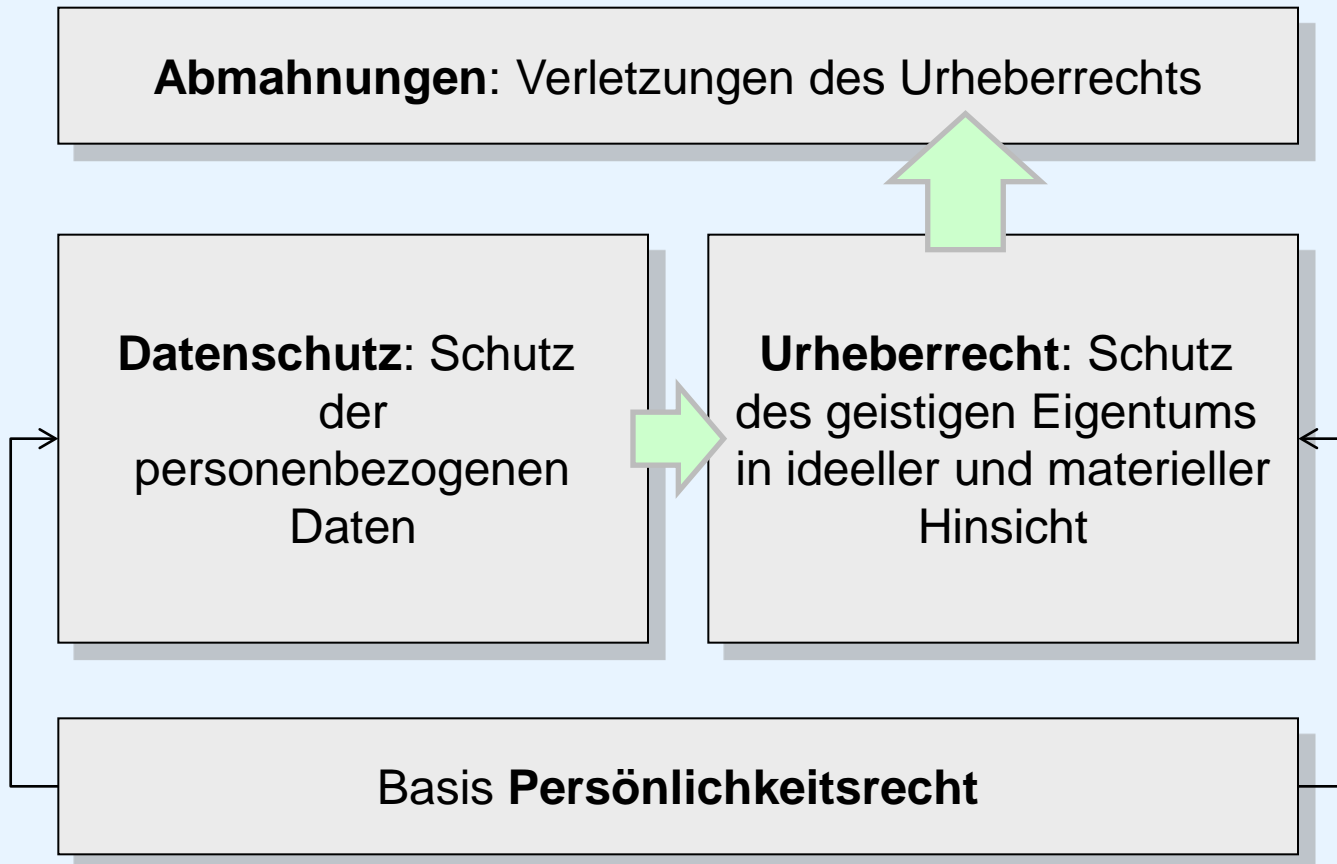 Abmahnungen: Verletzungen des Urheberrechts
Datenschutz: Schutz
der
personenbezogenen
Daten
Urheberrecht: Schutz
des geistigen Eigentums
in ideeller und materieller
Hinsicht
Basis Persönlichkeitsrecht